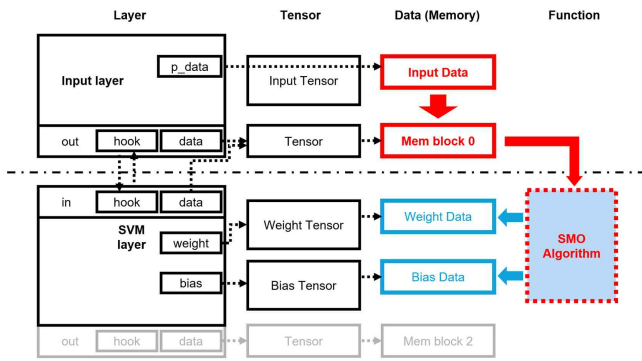 Layer Tensor Data (Memory) Function
p_data
Input layer Input Tensor Input Data
out hook data Tensor Mem block 0
in hook data
SVM
layer
weight Weight Tensor Weight Data
SMO
Algorithm
bias Bias Tensor Bias Data
out hook data Tensor Mem block 2